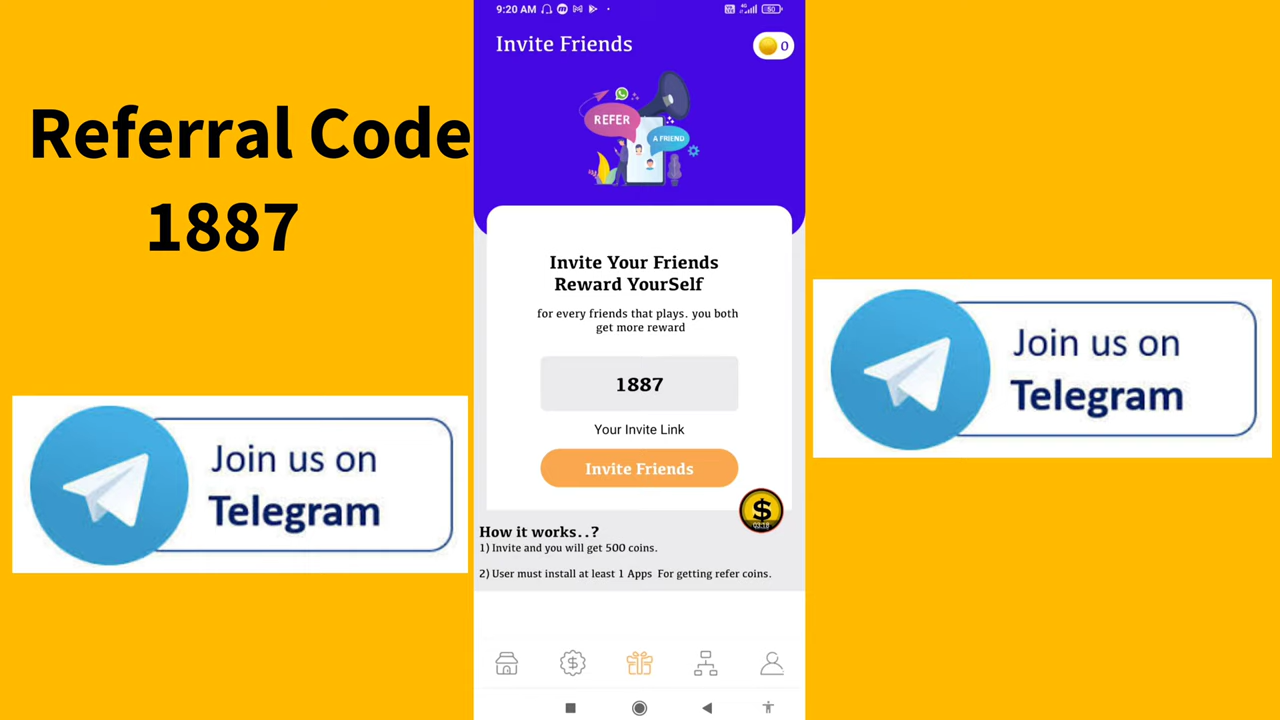 Referral Code
1887
Join us on
Telegram
9:20 AM
50
Invite Friends
0
REFER
A FRIEND
Invite Your Friends
Reward YourSelf
for every friends that plays. you both
get more reward
1887
Your Invite Link
Invite Friends
$
03:18
How it works..?
1) Invite and you will get 500 coins.
2) User must install at least 1 Apps For getting refer coins.
$
Join us on
Telegram